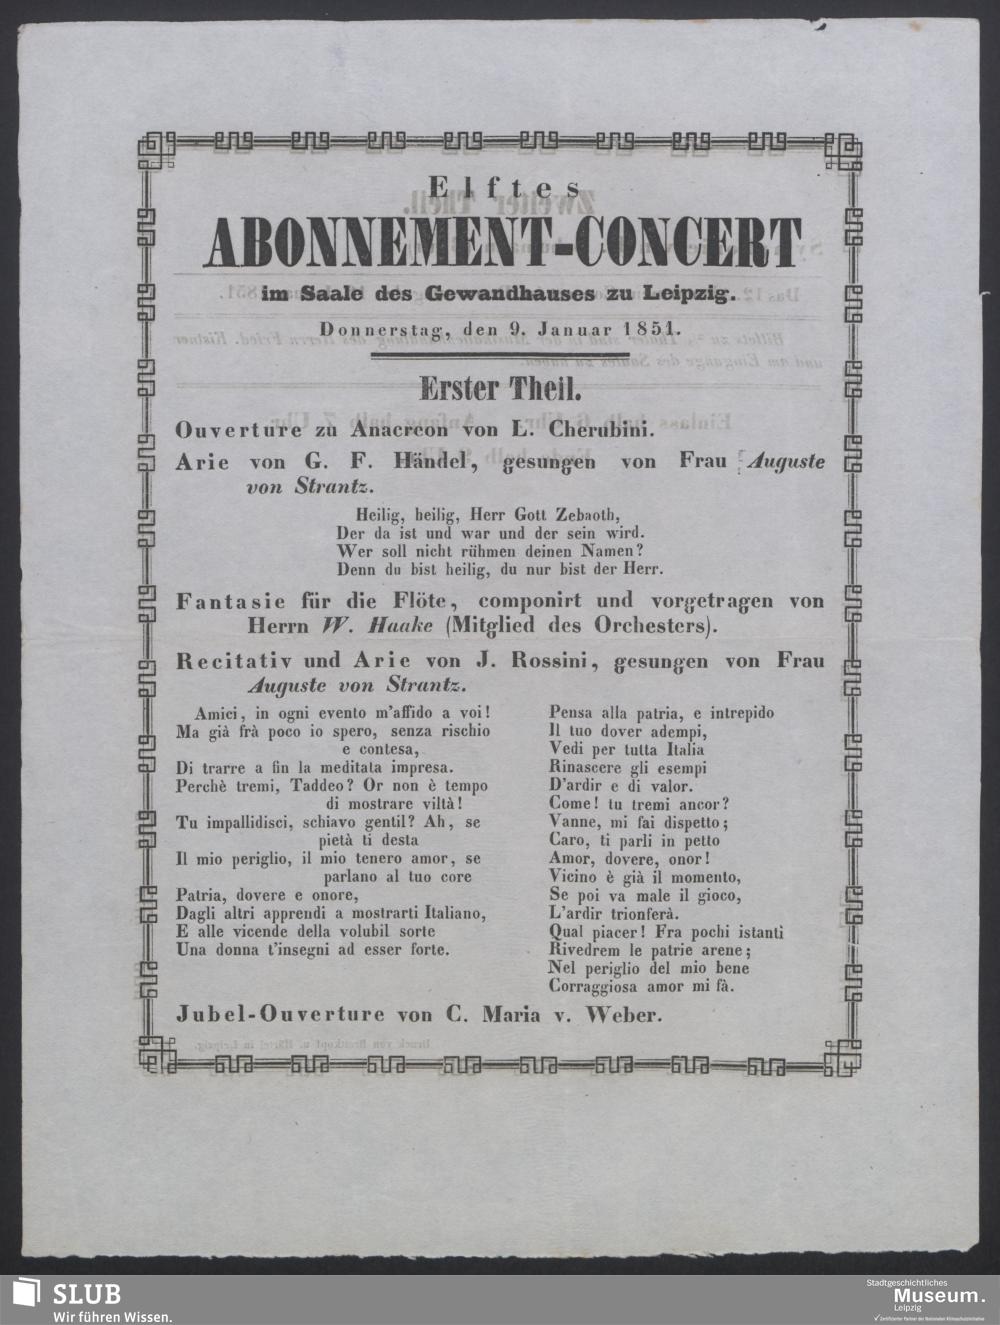 Elftes
ABONNEMENT-CONCERT
im Saale des Gewandhauses zu Leipzig.
Donnerstag, den 9. Januar 1851.
Erster Theil.
Ouverture zu Anacreon von L. Cherubini.
Arie von G. F. Händel, gesungen von Frau Auguste
von Strantz.
Heilig, heilig, Herr Gott Zebaoth,
Der da ist und war und der sein wird.
Wer soll nicht rühmen deinen Namen?
Denn du bist heilig, du nur bist der Herr.
Fantasie für die Flöte, componirt und vorgetragen von
Herrn W. Haake (Mitglied des Orchesters).
Recitativ und Arie von J. Rossini, gesungen von Frau
Auguste von Strantz.
Amici, in ogni evento m'affido a voi!
Ma già frà poco io spero, senza rischio
e contesa,
Di trarre a fin la meditata impresa.
Perchè tremi, Taddeo? Or non è tempo
di mostrare viltà!
Tu impallidisci, schiavo gentil? Ah, se
pietà ti desta
Il mio periglio, il mio tenero amor, se
parlano al tuo core
Patria, dovere e onore,
Dagli altri apprendi a mostrarti Italiano,
E alle vicende della volubil sorte
Una donna t'insegni ad esser forte.
Pensa alla patria, e intrepido
Il tuo dover adempi,
Vedi per tutta Italia
Rinascere gli esempi
D'ardir e di valor.
Come! tu tremi ancor?
Vanne, mi fai dispetto;
Caro, ti parli in petto
Amor, dovere, onor!
Vicino è già il momento,
Se poi va male il gioco,
L'ardir trionferà.
Qual piacer! Fra pochi istanti
Rivedrem le patrie arene;
Nel periglio del mio bene
Corraggiosa amor mi fà.
Jubel-Ouverture von C. Maria v. Weber.
SLUB
Wir führen Wissen.
Stadtgeschichtliches
Museum.
Leipzig
Zertifizierter Partner der Nationalen Klimaschutzinitiative